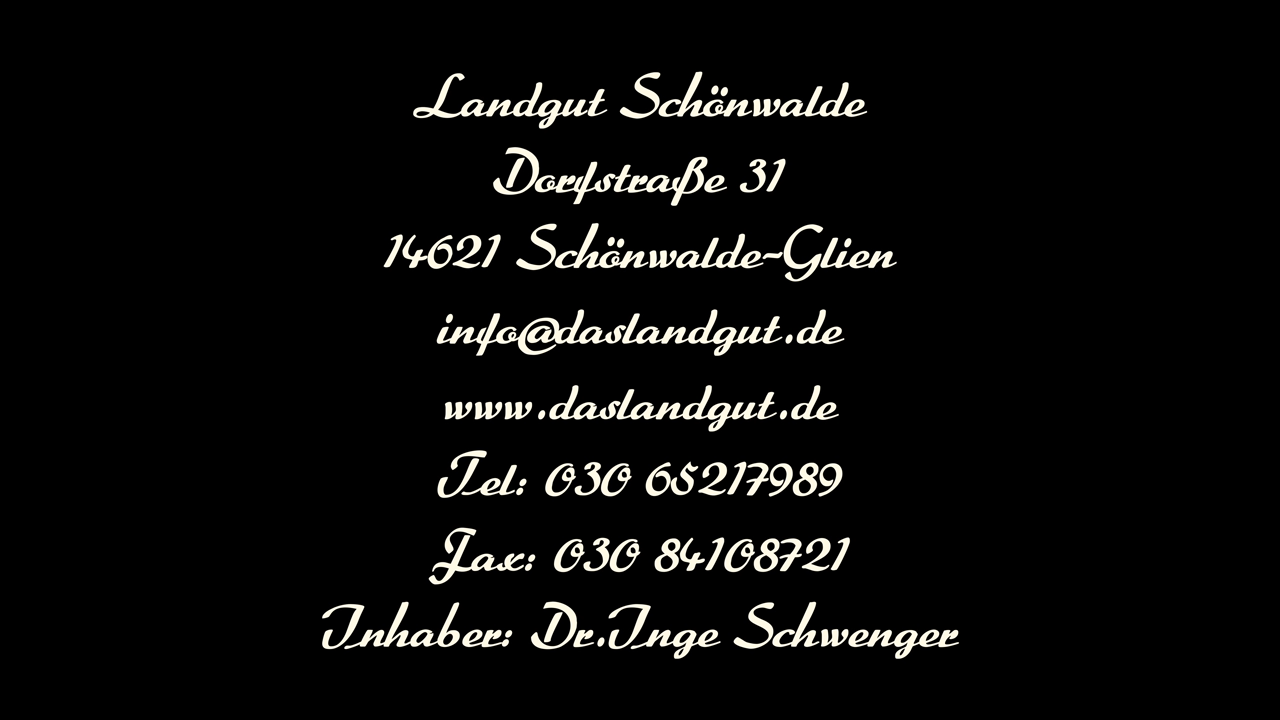 Landgut Schönwalde
Dorfstraße 31
14621 Schönwalde-Glien
info@daslandgut.de
www.daslandgut.de
Tel: 030 65217989
Fax: 030 84108721
Inhaber: Dr.Inge Schwenger